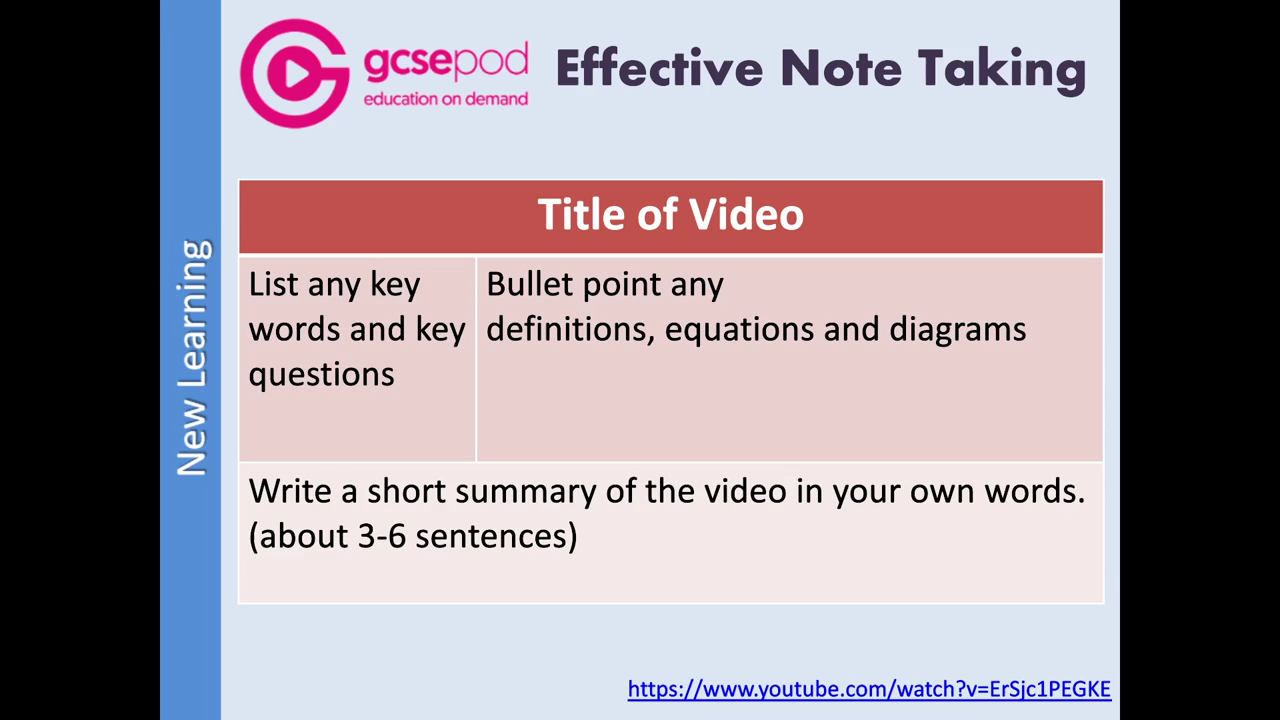 gcsepod
education on demand
Effective Note Taking
New Learning
Title of Video
List any key
words and key
questions
Bullet point any
definitions, equations and diagrams
Write a short summary of the video in your own words.
(about 3-6 sentences)
https://www.youtube.com/watch?v=ErSjc1PEGKE